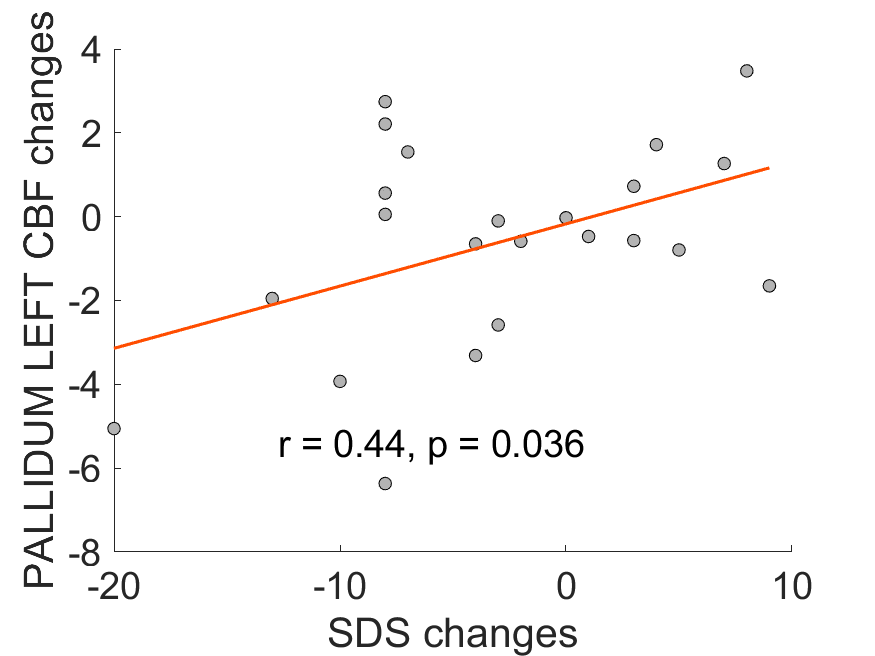 PALLIDUM LEFT CBF changes
4
2
0
-2
-4
-6
-8
r = 0.44, p = 0.036
-20 -10 0 10
SDS changes